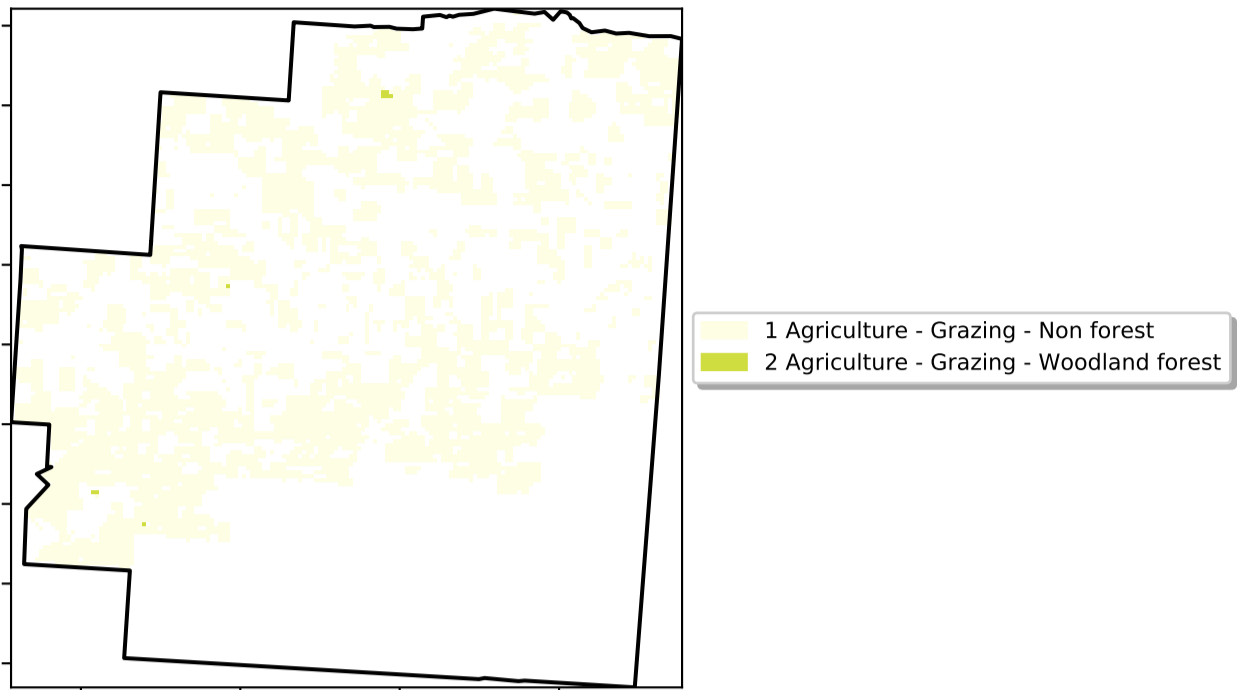 1 Agriculture - Grazing - Non forest
2 Agriculture - Grazing - Woodland forest